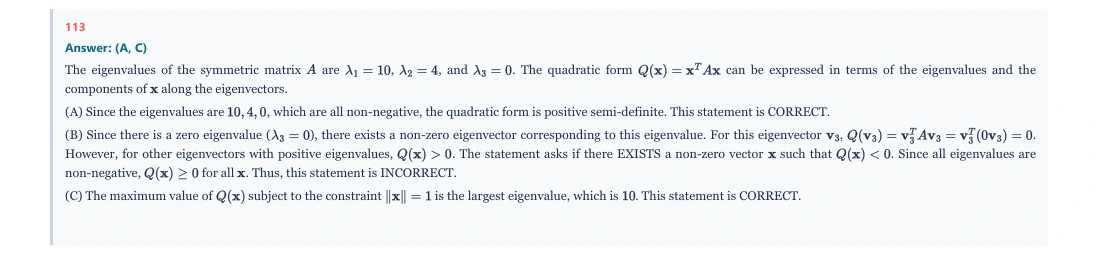 113
Answer: (A, C)
The eigenvalues of the symmetric matrix A are λ₁ = 10, λ₂ = 4, and λ₃ = 0. The quadratic form Q(𝐱) = 𝐱ᵀA𝐱 can be expressed in terms of the eigenvalues and the
components of 𝐱 along the eigenvectors.
(A) Since the eigenvalues are 10, 4, 0, which are all non-negative, the quadratic form is positive semi-definite. This statement is CORRECT.
(B) Since there is a zero eigenvalue (λ₃ = 0), there exists a non-zero eigenvector corresponding to this eigenvalue. For this eigenvector 𝐯₃, Q(𝐯₃) = 𝐯₃ᵀA𝐯₃ = 𝐯₃ᵀ(0𝐯₃) = 0.
However, for other eigenvectors with positive eigenvalues, Q(𝐱) > 0. The statement asks if there EXISTS a non-zero vector 𝐱 such that Q(𝐱) < 0. Since all eigenvalues are
non-negative, Q(𝐱) ≥ 0 for all 𝐱. Thus, this statement is INCORRECT.
(C) The maximum value of Q(𝐱) subject to the constraint ‖𝐱‖ = 1 is the largest eigenvalue, which is 10. This statement is CORRECT.